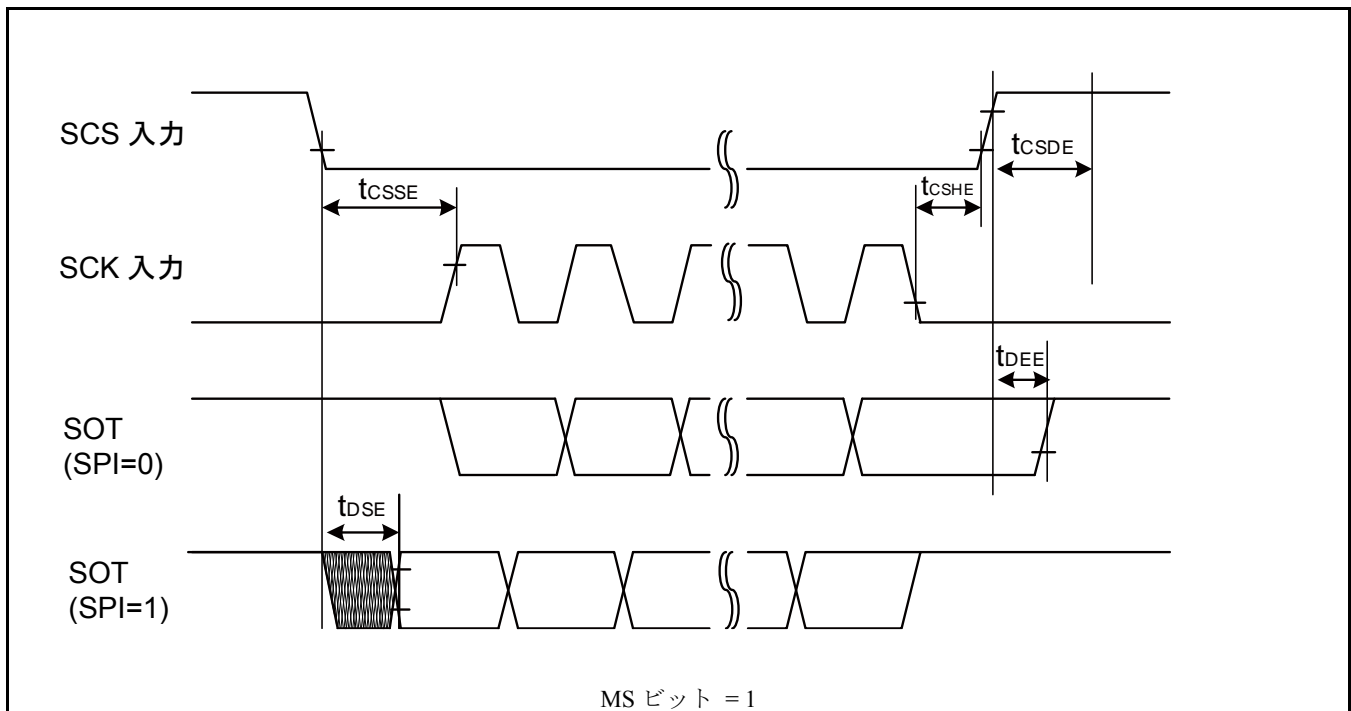 SCS 入力
tCSDE
tCSSE
tCSHE
SCK 入力
tDEE
SOT
(SPI=0)
tDSE
SOT
(SPI=1)
MS ビット = 1